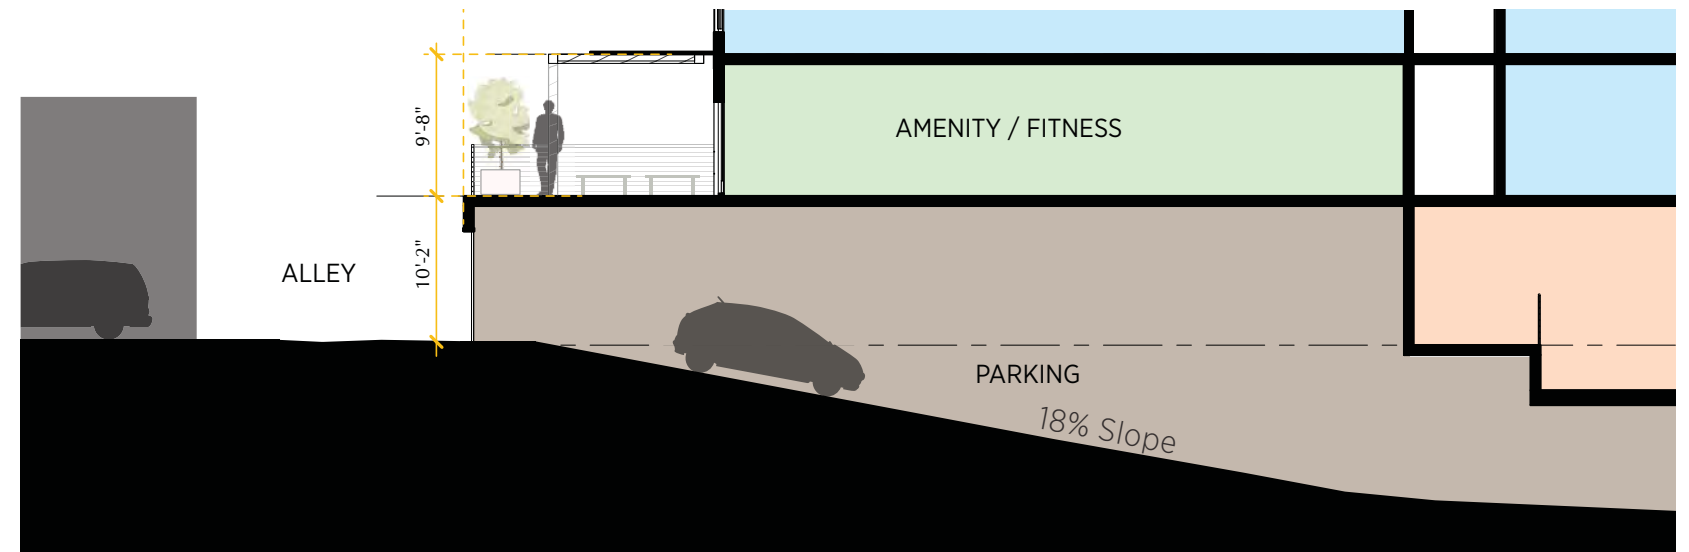 9'-8"
AMENITY / FITNESS
10'-2"
ALLEY
PARKING
18% Slope